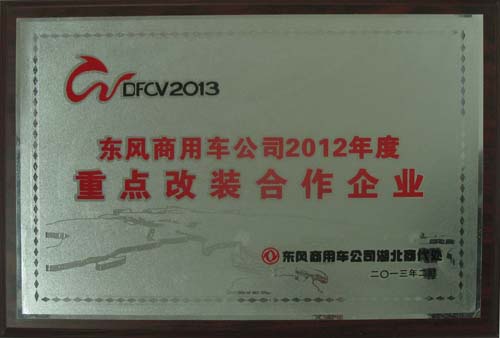 DFCV2013
东风商用车公司2012年度
重点改装合作企业
东风商用车公司湖北商代处
二〇一三年二月